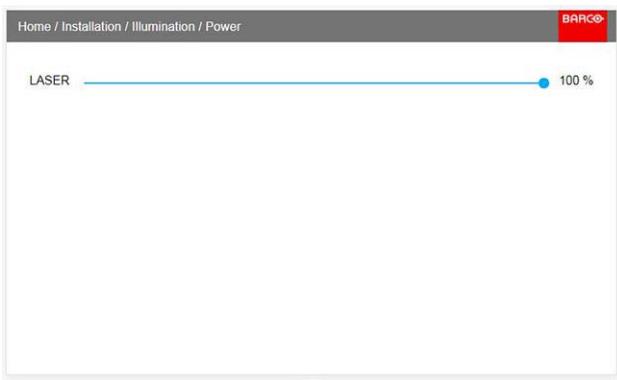 Home / Installation / Illumination / Power
BARCO
LASER 100 %